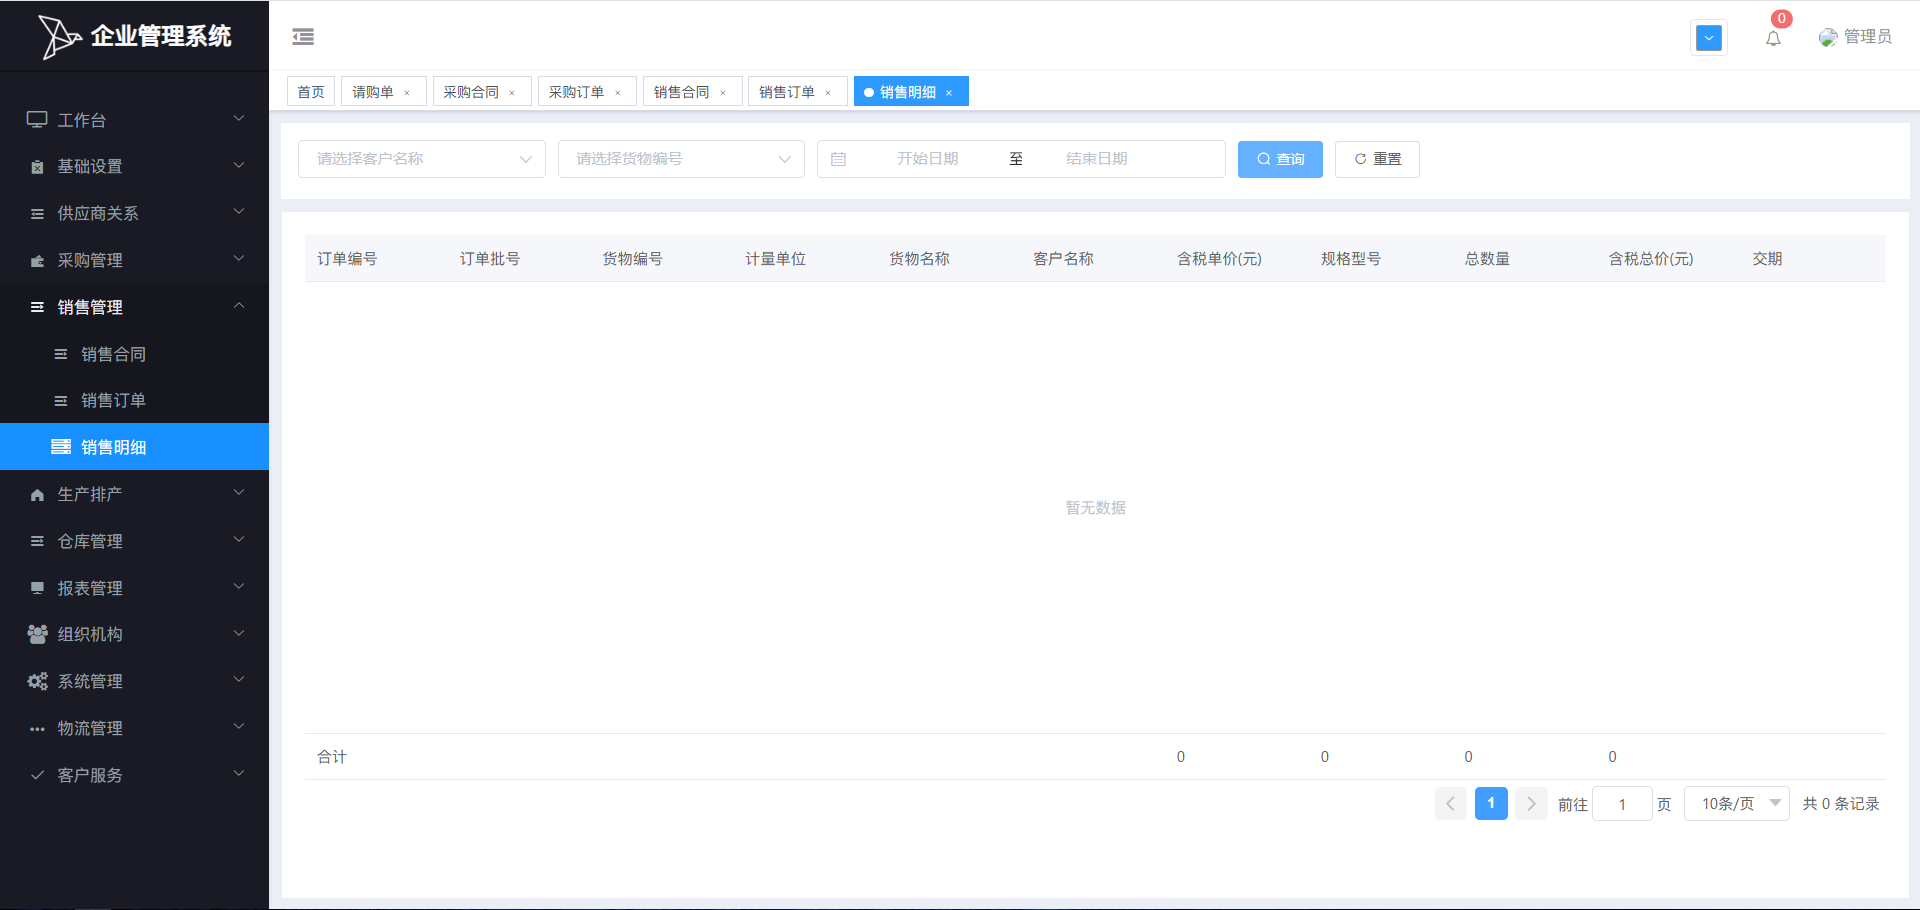 企业管理系统
0
管理员
首页 请购单 × 采购合同 × 采购订单 × 销售合同 × 销售订单 × 销售明细 ×
工作台
基础设置
供应商关系
采购管理
销售管理
销售合同
销售订单
销售明细
生产排产
仓库管理
报表管理
组织机构
系统管理
物流管理
客户服务
请选择客户名称 请选择货物编号 开始日期 至 结束日期 查询 重置
订单编号 订单批号 货物编号 计量单位 货物名称 客户名称 含税单价(元) 规格型号 总数量 含税总价(元) 交期
暂无数据
合计 0 0 0 0
1 前往 1 页 10条/页 共 0 条记录